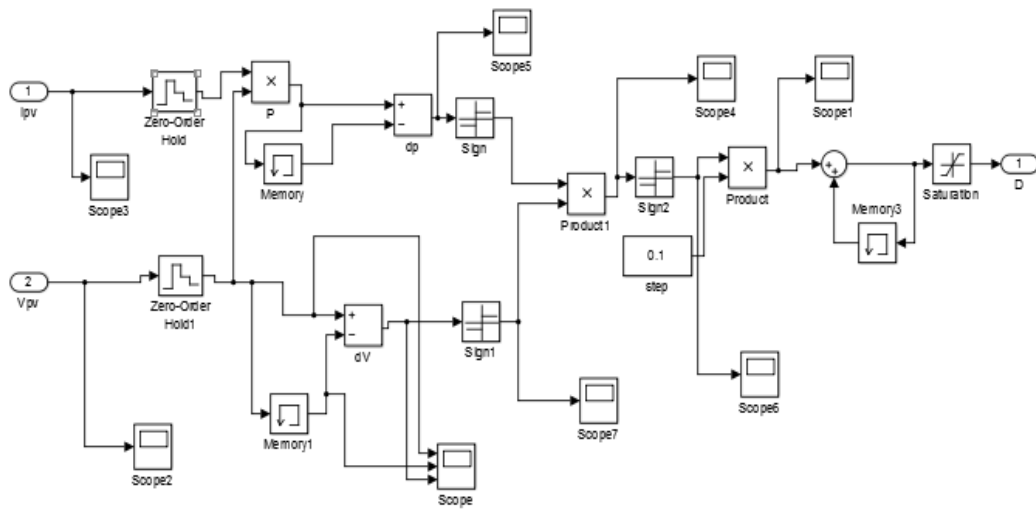 Scope5
1
Ipv
Zero-Order
Hold
×
P
+
−
dp
Sign
Scope4
Scope1
Scope3
Memory
×
Product1
Sign2
×
Product
+
+
Saturation
1
D
Memory3
0.1
step
2
Vpv
Zero-Order
Hold1
+
−
dV
Sign1
Scope6
Scope7
Memory1
Scope2
Scope